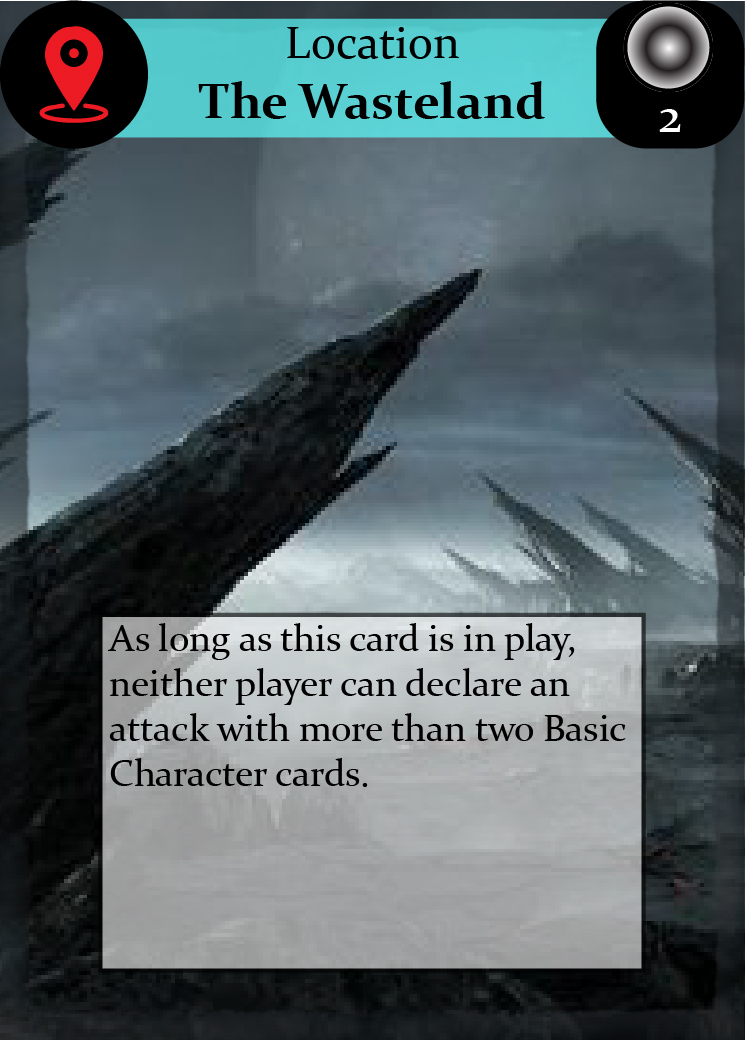 Location
The Wasteland
2
As long as this card is in play,
neither player can declare an
attack with more than two Basic
Character cards.